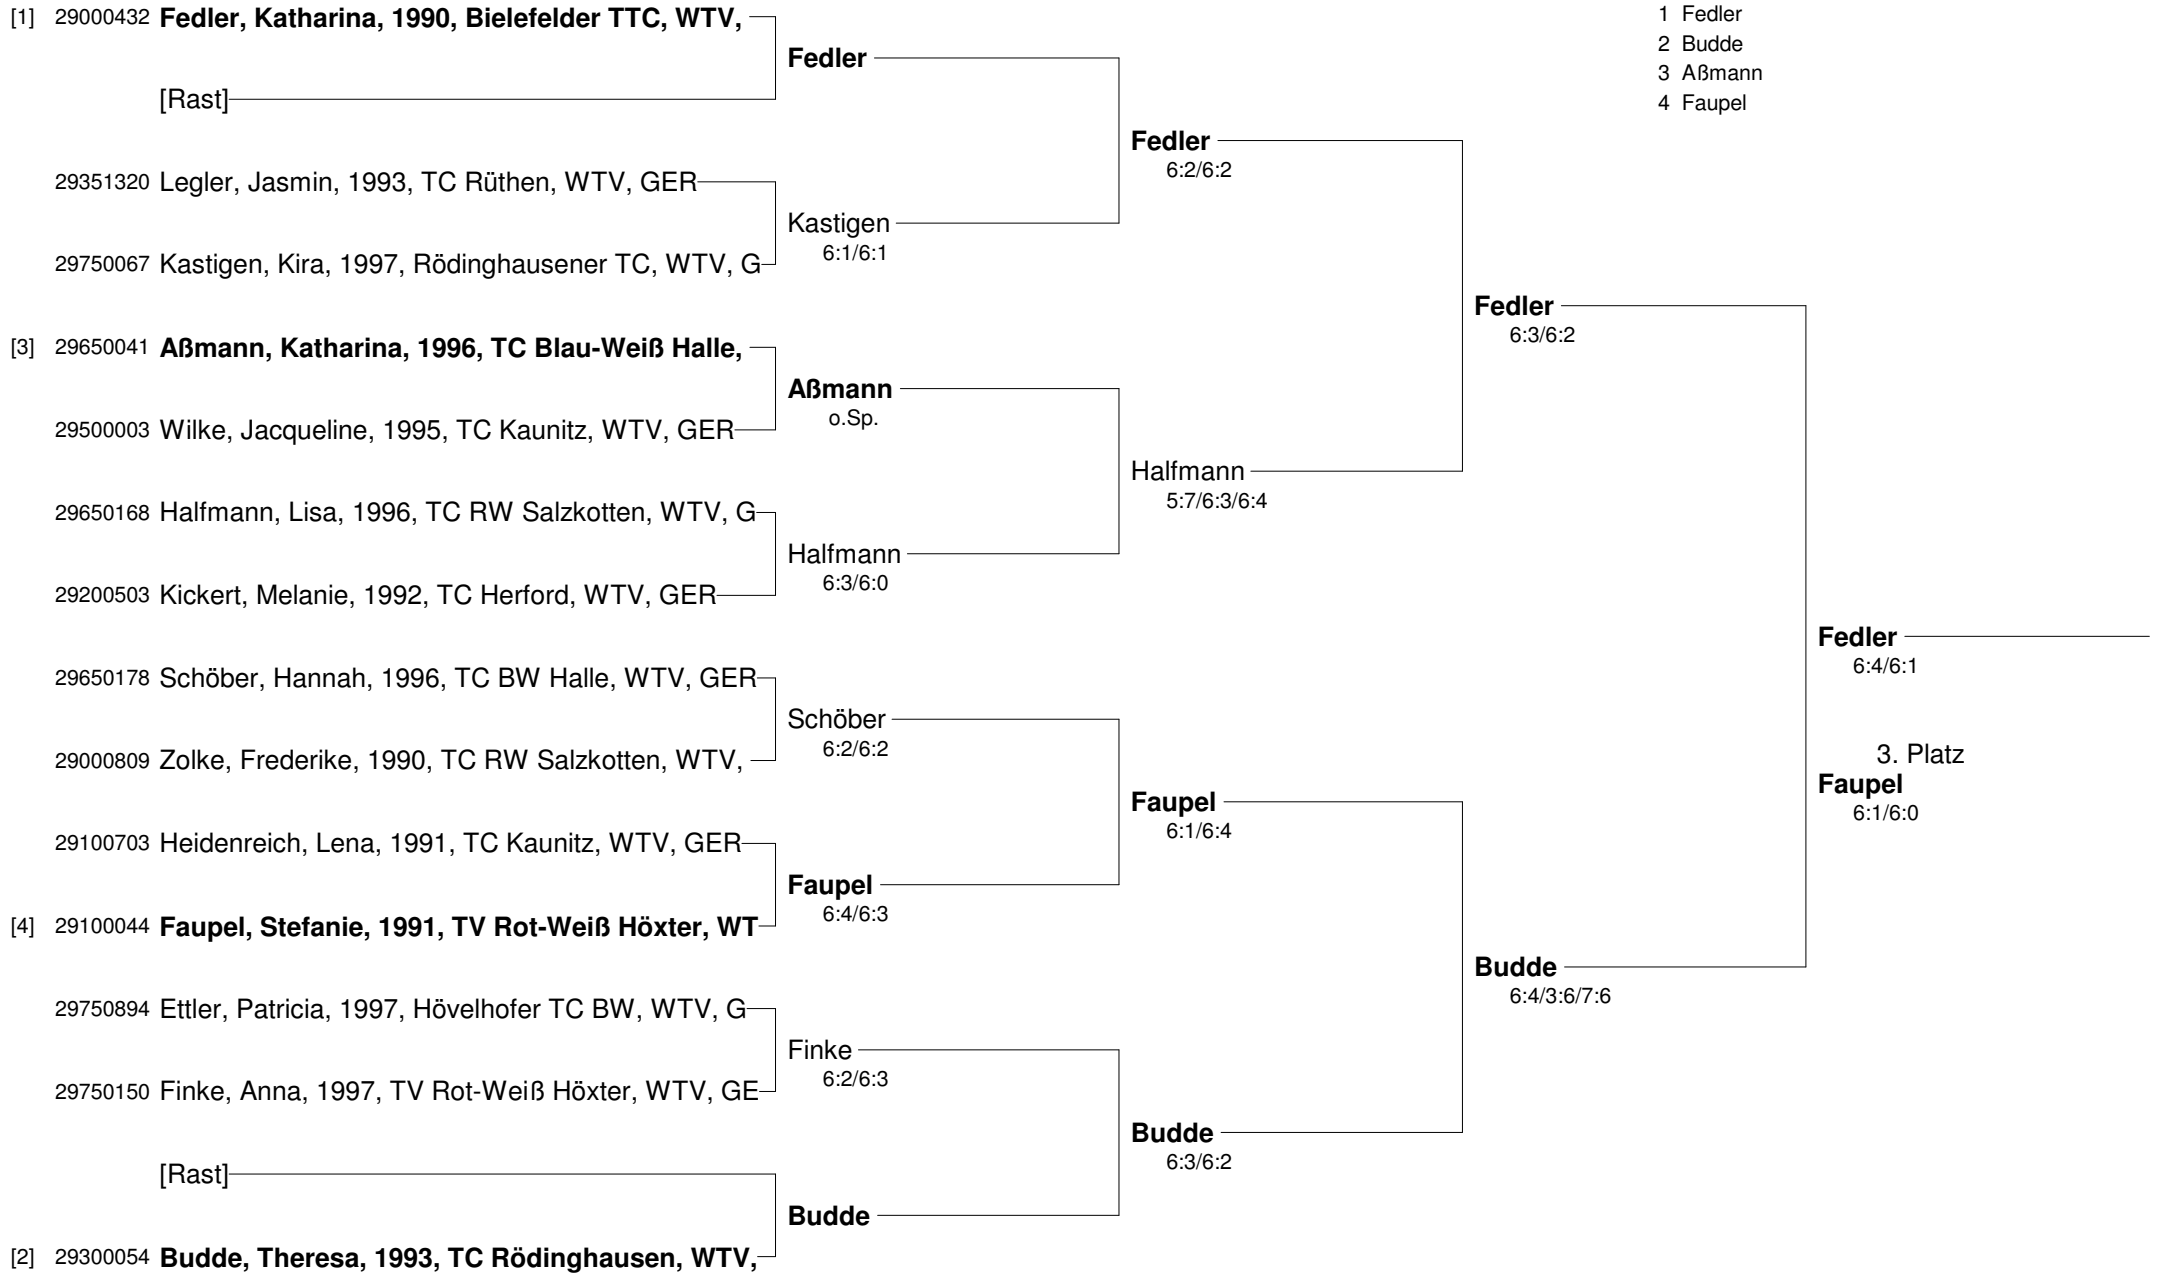 [1] 29000432 Fedler, Katharina, 1990, Bielefelder TTC, WTV,
1 Fedler
2 Budde
3 Aßmann
4 Faupel
Fedler
[Rast]
Fedler
6:2/6:2
29351320 Legler, Jasmin, 1993, TC Rüthen, WTV, GER
Kastigen
6:1/6:1
29750067 Kastigen, Kira, 1997, Rödinghausener TC, WTV, G
Fedler
6:3/6:2
[3] 29650041 Aßmann, Katharina, 1996, TC Blau-Weiß Halle,
Aßmann
o.Sp.
29500003 Wilke, Jacqueline, 1995, TC Kaunitz, WTV, GER
Halfmann
5:7/6:3/6:4
29650168 Halfmann, Lisa, 1996, TC RW Salzkotten, WTV, G
Halfmann
6:3/6:0
29200503 Kickert, Melanie, 1992, TC Herford, WTV, GER
Fedler
6:4/6:1
29650178 Schöber, Hannah, 1996, TC BW Halle, WTV, GER
Schöber
6:2/6:2
29000809 Zolke, Frederike, 1990, TC RW Salzkotten, WTV,
3. Platz
Faupel
6:1/6:0
Faupel
6:1/6:4
29100703 Heidenreich, Lena, 1991, TC Kaunitz, WTV, GER
Faupel
6:4/6:3
[4] 29100044 Faupel, Stefanie, 1991, TV Rot-Weiß Höxter, WT
Budde
6:4/3:6/7:6
29750894 Ettler, Patricia, 1997, Hövelhofer TC BW, WTV, G
Finke
6:2/6:3
29750150 Finke, Anna, 1997, TV Rot-Weiß Höxter, WTV, GE
Budde
6:3/6:2
[Rast]
Budde
[2] 29300054 Budde, Theresa, 1993, TC Rödinghausen, WTV,